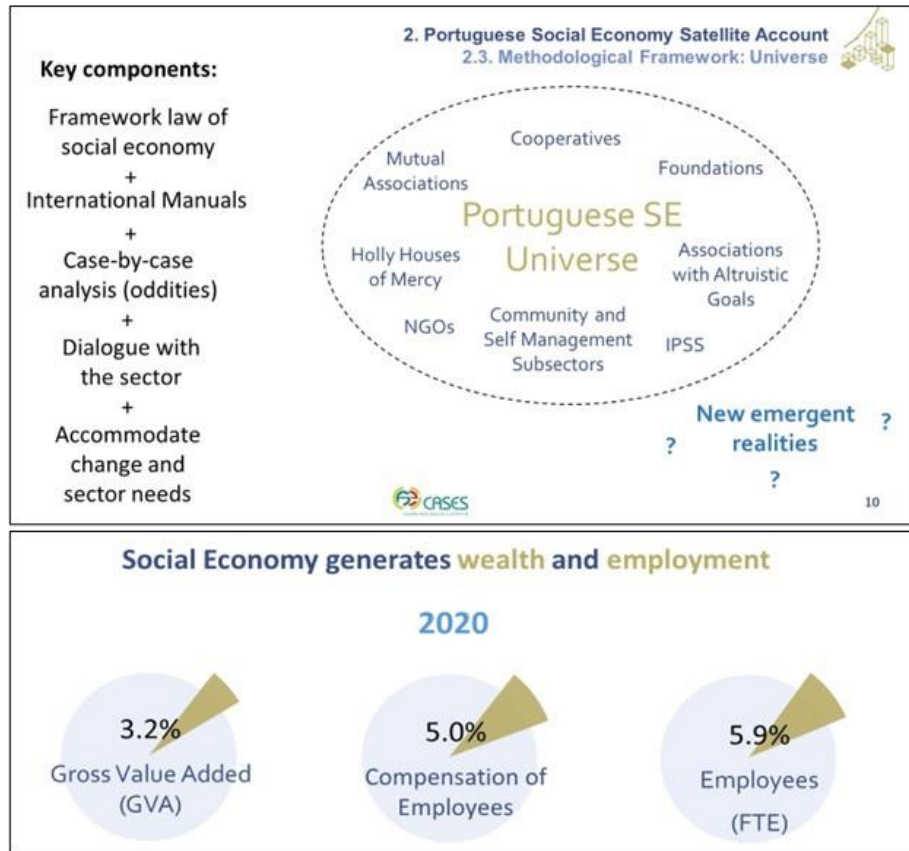 2. Portuguese Social Economy Satellite Account
2.3. Methodological Framework: Universe
Key components:
Framework law of
social economy
+
International Manuals
+
Case-by-case
analysis (oddities)
+
Dialogue with
the sector
+
Accommodate
change and
sector needs
Cooperatives
Mutual
Associations
Foundations
Portuguese SE
Universe
Holly Houses
of Mercy
Associations
with Altruistic
Goals
NGOs
Community and
Self Management
Subsectors
IPSS
New emergent
realities
?
?
?
CASES
10
Social Economy generates wealth and employment
2020
3.2%
Gross Value Added
(GVA)
5.0%
Compensation of
Employees
5.9%
Employees
(FTE)